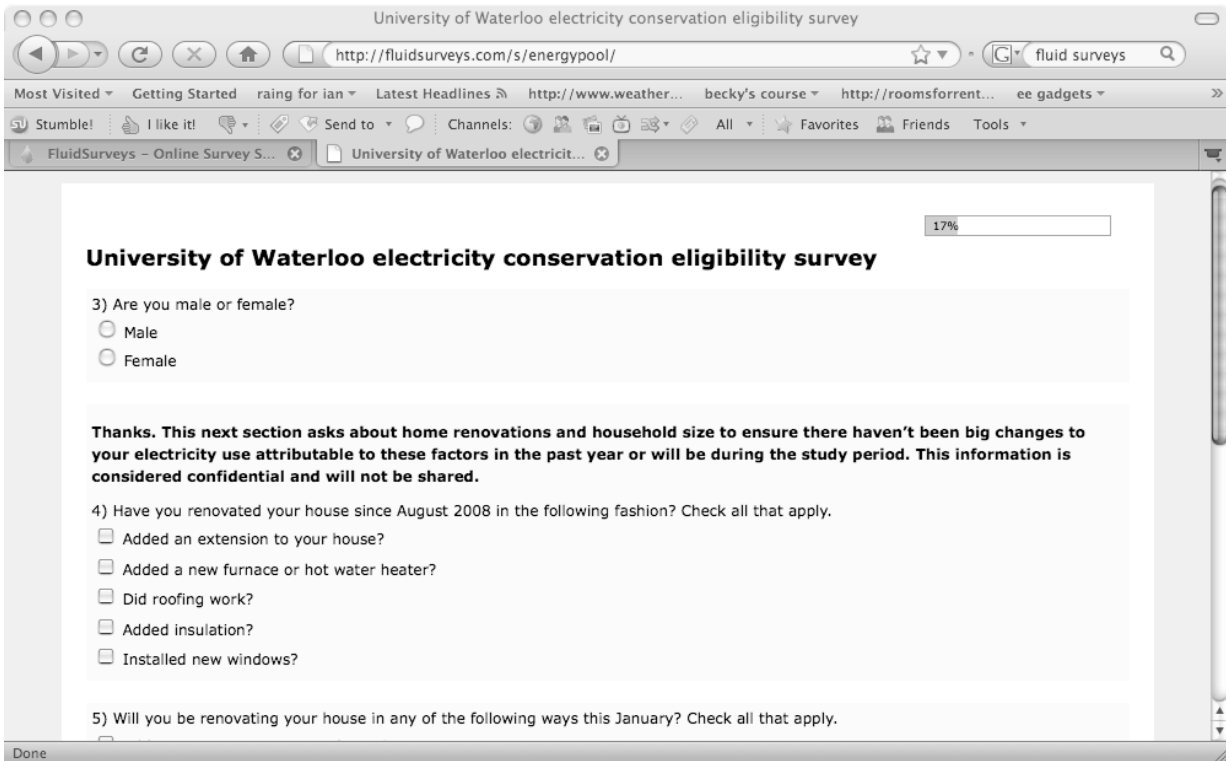 University of Waterloo electricity conservation eligibility survey
http://fluidsurveys.com/s/energypool/ G fluid surveys
Most Visited Getting Started raing for ian Latest Headlines http://www.weather... becky's course http://roomsforrent... ee gadgets »
Stumble! I like it! Send to Channels: All Favorites Friends Tools
FluidSurveys – Online Survey S... University of Waterloo electricit...
17%
University of Waterloo electricity conservation eligibility survey
3) Are you male or female?
Male
Female
Thanks. This next section asks about home renovations and household size to ensure there haven't been big changes to
your electricity use attributable to these factors in the past year or will be during the study period. This information is
considered confidential and will not be shared.
4) Have you renovated your house since August 2008 in the following fashion? Check all that apply.
Added an extension to your house?
Added a new furnace or hot water heater?
Did roofing work?
Added insulation?
Installed new windows?
5) Will you be renovating your house in any of the following ways this January? Check all that apply.
Done